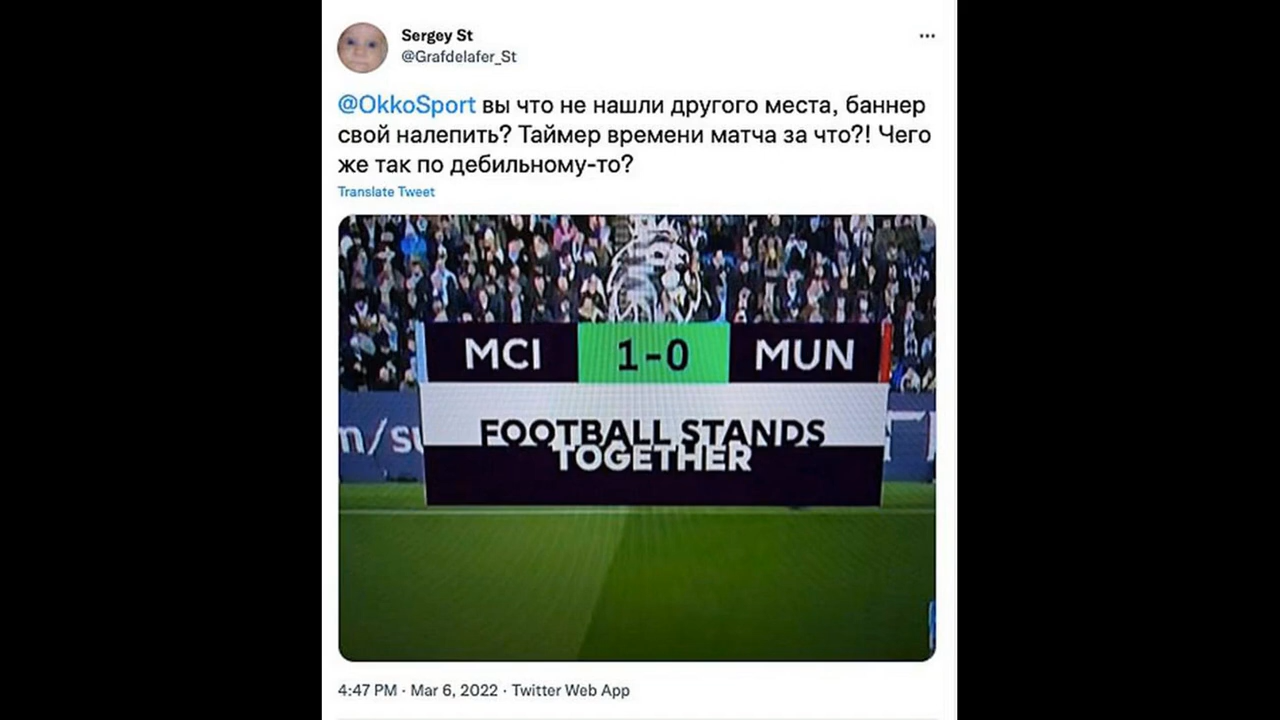 Sergey St
@Grafdelafer_St
@OkkoSport вы что не нашли другого места, баннер
свой налепить? Таймер времени матча за что?! Чего
же так по дебильному-то?
Translate Tweet
MCI 1-0 MUN
m/su
FOOTBALL STANDS
TOGETHER
4:47 PM · Mar 6, 2022 · Twitter Web App